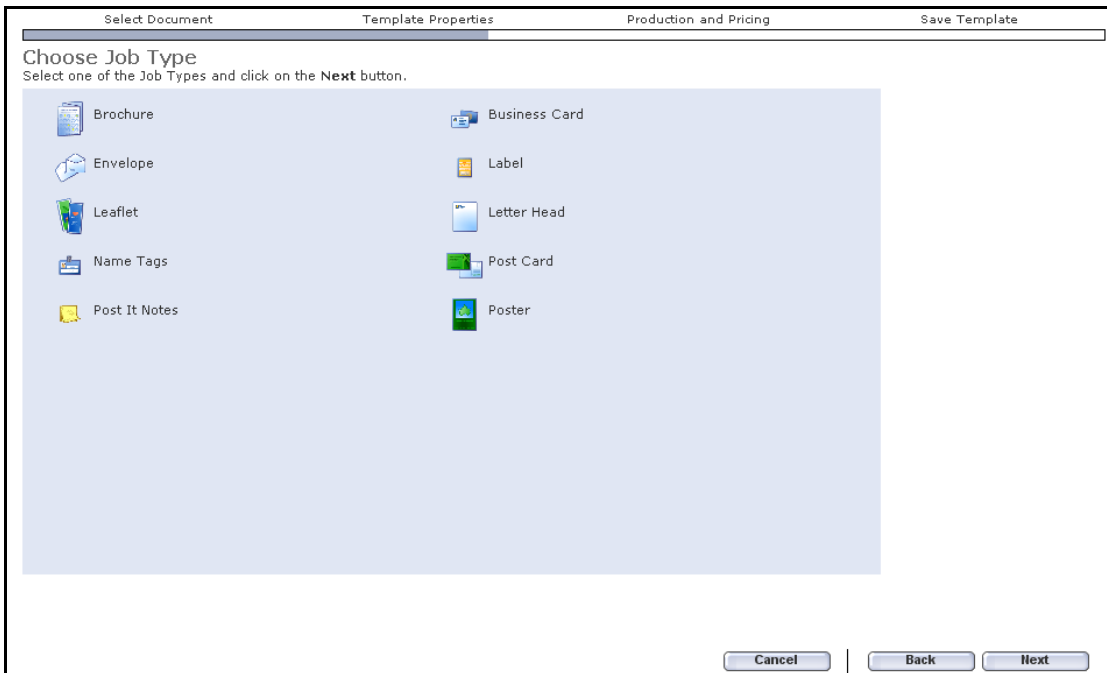 Select Document Template Properties Production and Pricing Save Template
Choose Job Type
Select one of the Job Types and click on the Next button.
Brochure Business Card
Envelope Label
Leaflet Letter Head
Name Tags Post Card
Post It Notes Poster
Cancel Back Next